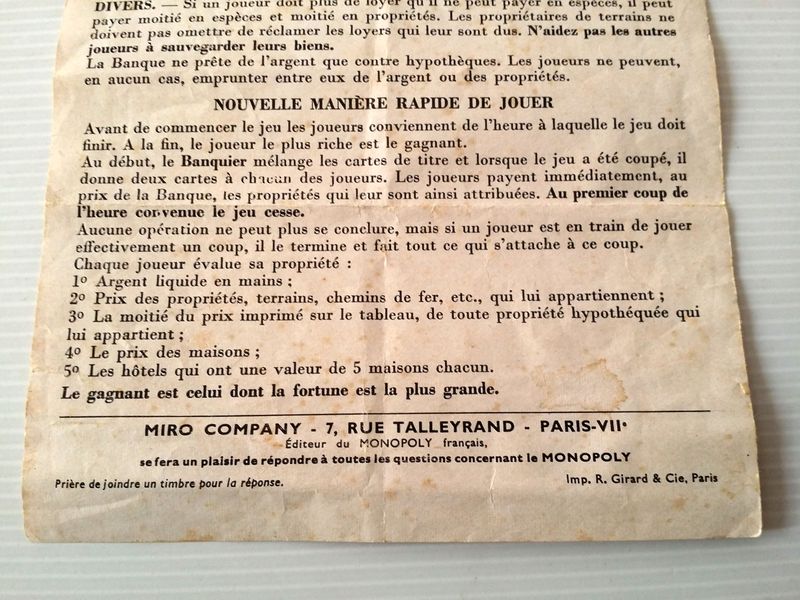 DIVERS. — Si un joueur doit plus de loyer qu'il ne peut payer en espèces, il peut
payer moitié en espèces et moitié en propriétés. Les propriétaires de terrains ne
doivent pas omettre de réclamer les loyers qui leur sont dus. N'aidez pas les autres
joueurs à sauvegarder leurs biens.
La Banque ne prête de l'argent que contre hypothèques. Les joueurs ne peuvent,
en aucun cas, emprunter entre eux de l'argent ou des propriétés.
NOUVELLE MANIÈRE RAPIDE DE JOUER
Avant de commencer le jeu les joueurs conviennent de l'heure à laquelle le jeu doit
finir. A la fin, le joueur le plus riche est le gagnant.
Au début, le Banquier mélange les cartes de titre et lorsque le jeu a été coupé, il
donne deux cartes à chacun des joueurs. Les joueurs payent immédiatement, au
prix de la Banque, les propriétés qui leur sont ainsi attribuées. Au premier coup de
l'heure convenue le jeu cesse.
Aucune opération ne peut plus se conclure, mais si un joueur est en train de jouer
effectivement un coup, il le termine et fait tout ce qui s'attache à ce coup.
Chaque joueur évalue sa propriété :
1º Argent liquide en mains ;
2º Prix des propriétés, terrains, chemins de fer, etc., qui lui appartiennent ;
3º La moitié du prix imprimé sur le tableau, de toute propriété hypothéquée qui
lui appartient ;
4º Le prix des maisons ;
5º Les hôtels qui ont une valeur de 5 maisons chacun.
Le gagnant est celui dont la fortune est la plus grande.
MIRO COMPANY - 7, RUE TALLEYRAND - PARIS-VIIe
Éditeur du MONOPOLY français,
se fera un plaisir de répondre à toutes les questions concernant le MONOPOLY
Prière de joindre un timbre pour la réponse.
Imp. R. Girard & Cie, Paris